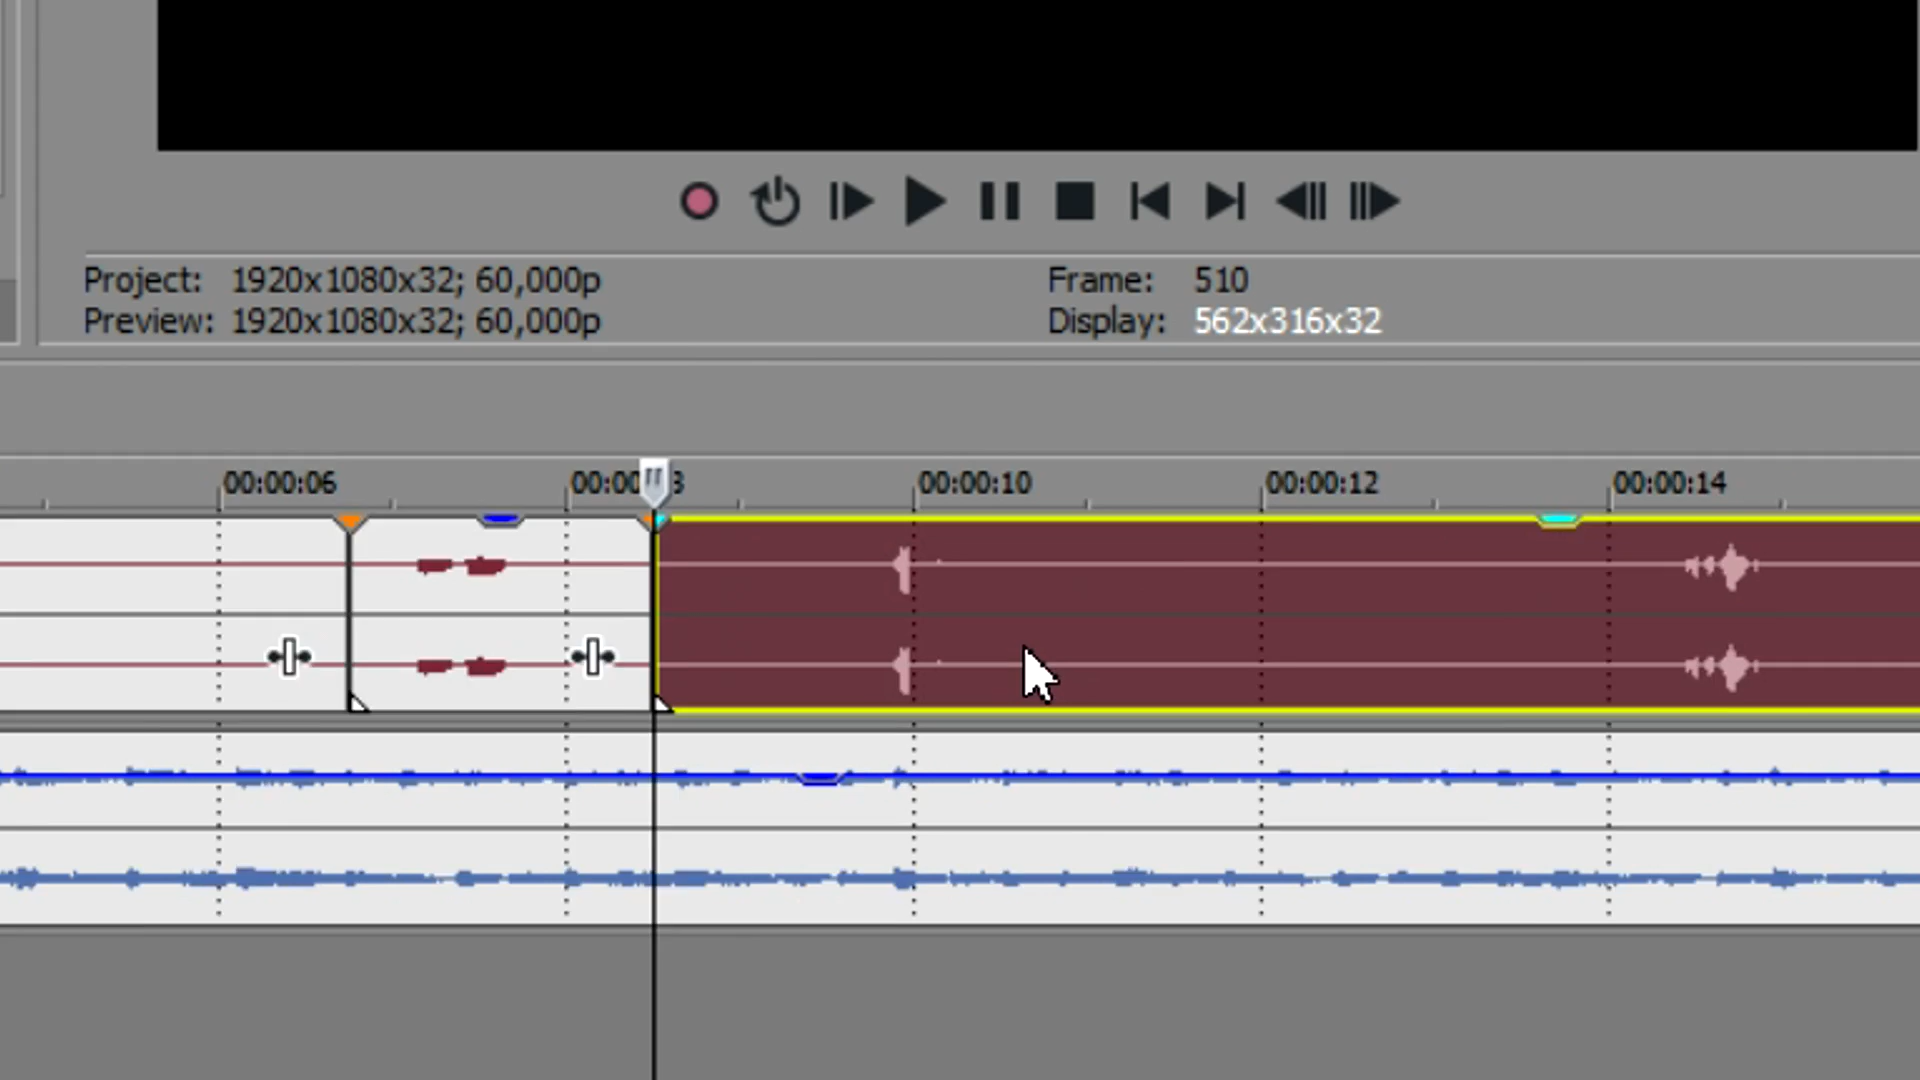 Project: 1920x1080x32; 60,000p
Frame: 510
Preview: 1920x1080x32; 60,000p
Display: 562x316x32
00:00:06
00:00:10
00:00:12
00:00:14